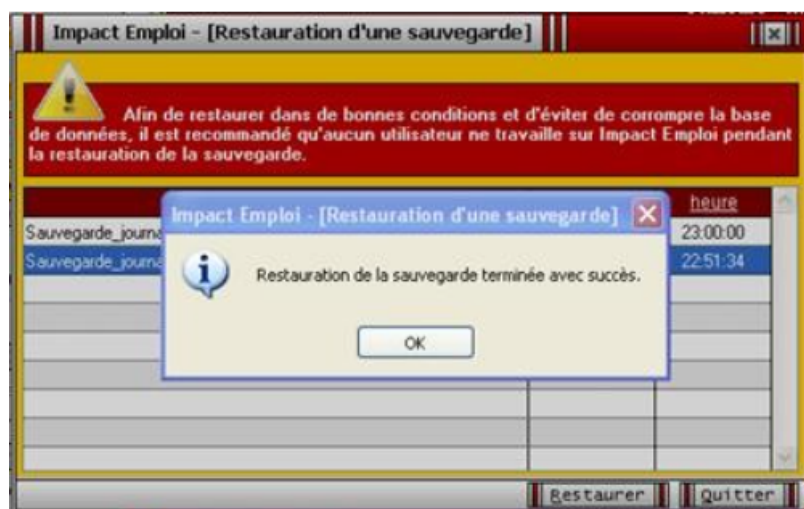 Impact Emploi - [Restauration d'une sauvegarde]
Afin de restaurer dans de bonnes conditions et d'éviter de corrompre la base
de données, il est recommandé qu'aucun utilisateur ne travaille sur Impact Emploi pendant
la restauration de la sauvegarde.
heure
Impact Emploi - [Restauration d'une sauvegarde]
Sauvegarde_journa 23:00:00
Sauvegarde_journa 22:51:34
Restauration de la sauvegarde terminée avec succès.
OK
Restaurer Quitter